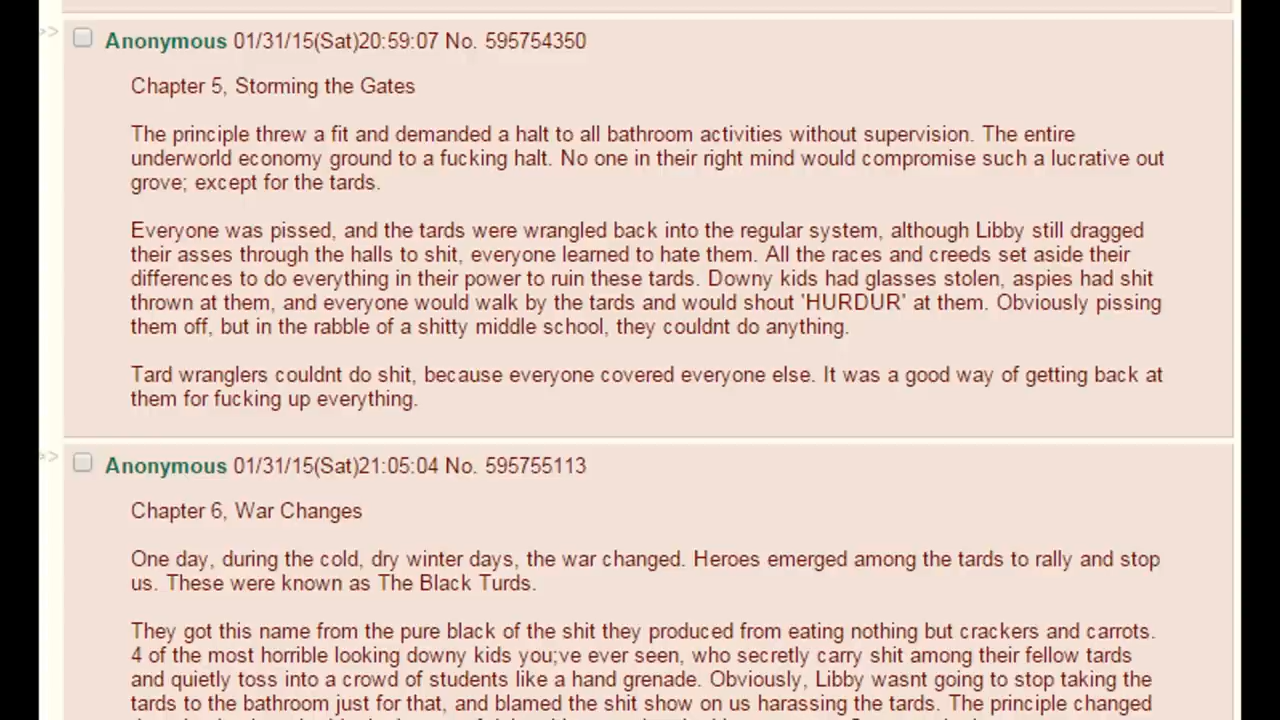 >>
Anonymous 01/31/15(Sat)20:59:07 No. 595754350
Chapter 5, Storming the Gates
The principle threw a fit and demanded a halt to all bathroom activities without supervision. The entire
underworld economy ground to a fucking halt. No one in their right mind would compromise such a lucrative out
grove; except for the tards.
Everyone was pissed, and the tards were wrangled back into the regular system, although Libby still dragged
their asses through the halls to shit, everyone learned to hate them. All the races and creeds set aside their
differences to do everything in their power to ruin these tards. Downy kids had glasses stolen, aspies had shit
thrown at them, and everyone would walk by the tards and would shout 'HURDUR' at them. Obviously pissing
them off, but in the rabble of a shitty middle school, they couldnt do anything.
Tard wranglers couldnt do shit, because everyone covered everyone else. It was a good way of getting back at
them for fucking up everything.
>>
Anonymous 01/31/15(Sat)21:05:04 No. 595755113
Chapter 6, War Changes
One day, during the cold, dry winter days, the war changed. Heroes emerged among the tards to rally and stop
us. These were known as The Black Turds.
They got this name from the pure black of the shit they produced from eating nothing but crackers and carrots.
4 of the most horrible looking downy kids you;ve ever seen, who secretly carry shit among their fellow tards
and quietly toss into a crowd of students like a hand grenade. Obviously, Libby wasnt going to stop taking the
tards to the bathroom just for that, and blamed the shit show on us harassing the tards. The principle changed